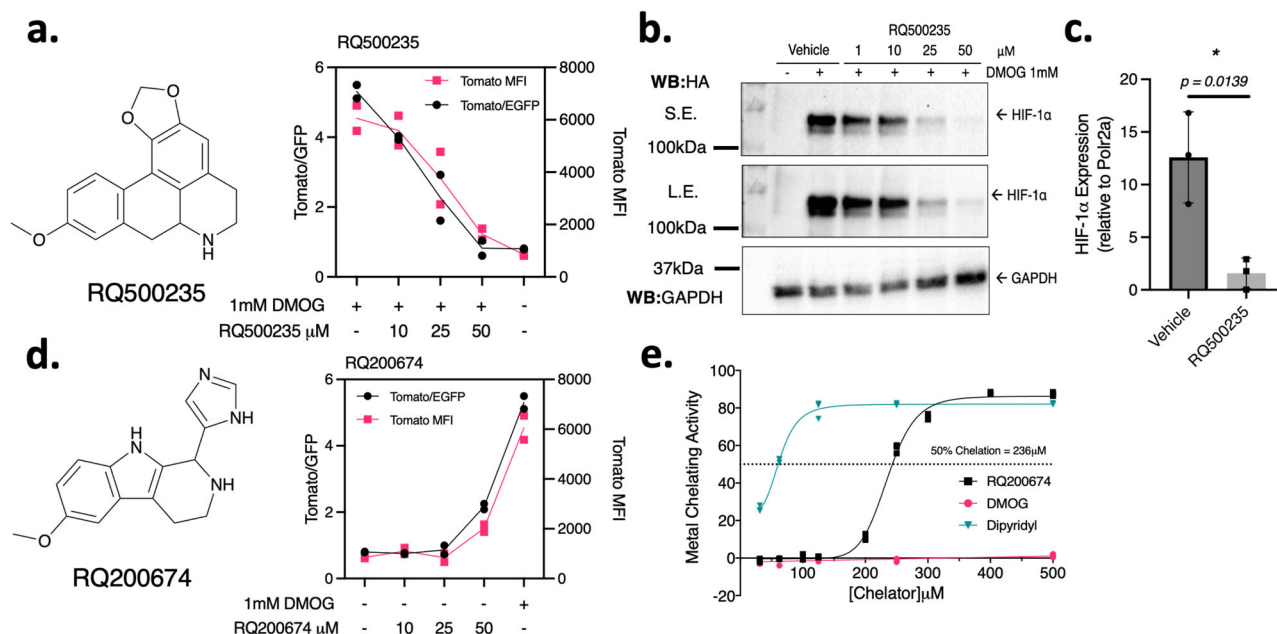 a.
RQ500235
O
O
O
NH
RQ500235
Tomato/GFP
6
4
2
0
Tomato MFI
Tomato/EGFP
8000
6000
4000
2000
0
Tomato MFI
1mM DMOG + + + + -
RQ500235 μM - 10 25 50 -
b.
RQ500235
Vehicle 1 10 25 50 μM
- + + + + + DMOG 1mM
WB:HA
S.E.
← HIF-1α
100kDa
L.E.
← HIF-1α
100kDa
37kDa
← GAPDH
WB:GAPDH
c.
*
p = 0.0139
HIF-1α Expression
(relative to Polr2a)
20
15
10
5
0
Vehicle
RQ500235
d.
RQ200674
N
NH
H
N
NH
O
RQ200674
Tomato/GFP
6
4
2
0
Tomato/EGFP
Tomato MFI
8000
6000
4000
2000
0
Tomato MFI
1mM DMOG - - - - +
RQ200674 μM - 10 25 50 -
e.
Metal Chelating Activity
100
80
60
40
20
0
-20
50% Chelation = 236μM
RQ200674
DMOG
Dipyridyl
100 200 300 400 500
[Chelator]μM